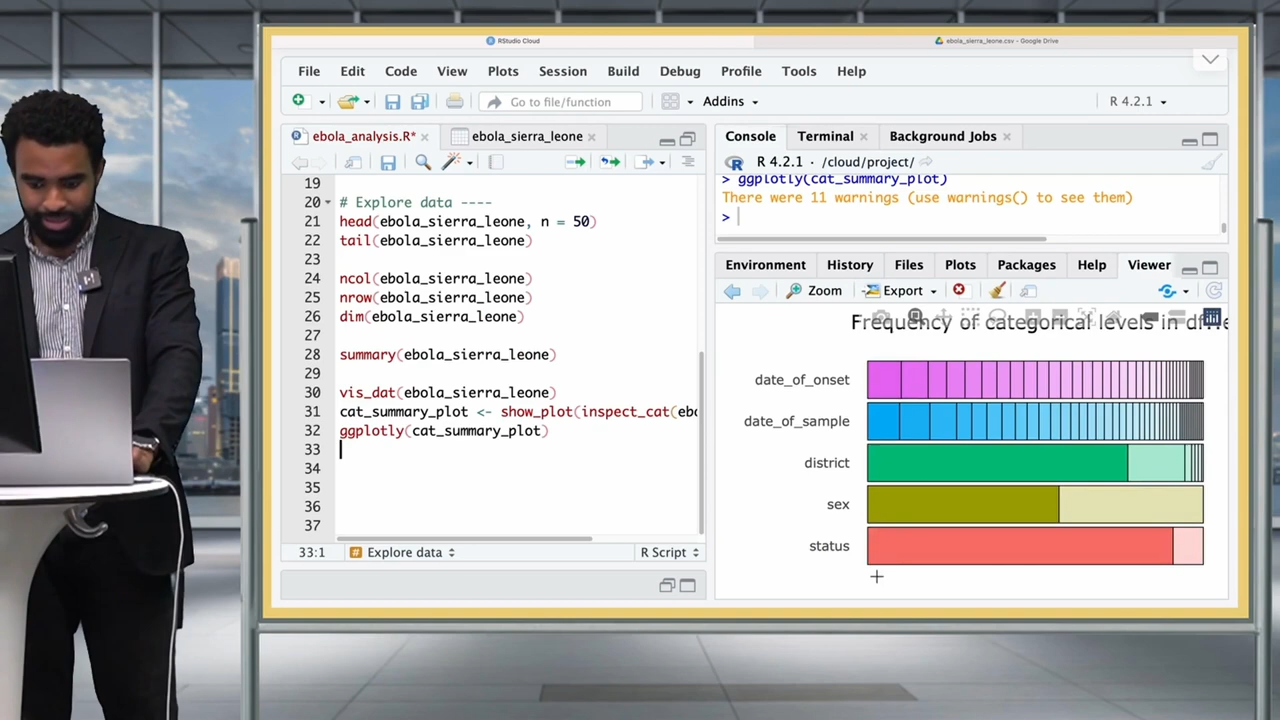 RStudio Cloud
ebola_sierra_leone.csv - Google Drive
File Edit Code View Plots Session Build Debug Profile Tools Help
Go to file/function
Addins
R 4.2.1
ebola_analysis.R*
ebola_sierra_leone
19
20 # Explore data ----
21 head(ebola_sierra_leone, n = 50)
22 tail(ebola_sierra_leone)
23
24 ncol(ebola_sierra_leone)
25 nrow(ebola_sierra_leone)
26 dim(ebola_sierra_leone)
27
28 summary(ebola_sierra_leone)
29
30 vis_dat(ebola_sierra_leone)
31 cat_summary_plot <- show_plot(inspect_cat(ebo
32 ggplotly(cat_summary_plot)
33
34
35
36
37
33:1
Explore data
R Script
Console Terminal Background Jobs
R 4.2.1 · /cloud/project/
> ggplotly(cat_summary_plot)
There were 11 warnings (use warnings() to see them)
>
Environment History Files Plots Packages Help Viewer
Zoom
Export
Frequency of categorical levels in
date_of_onset
date_of_sample
district
sex
status